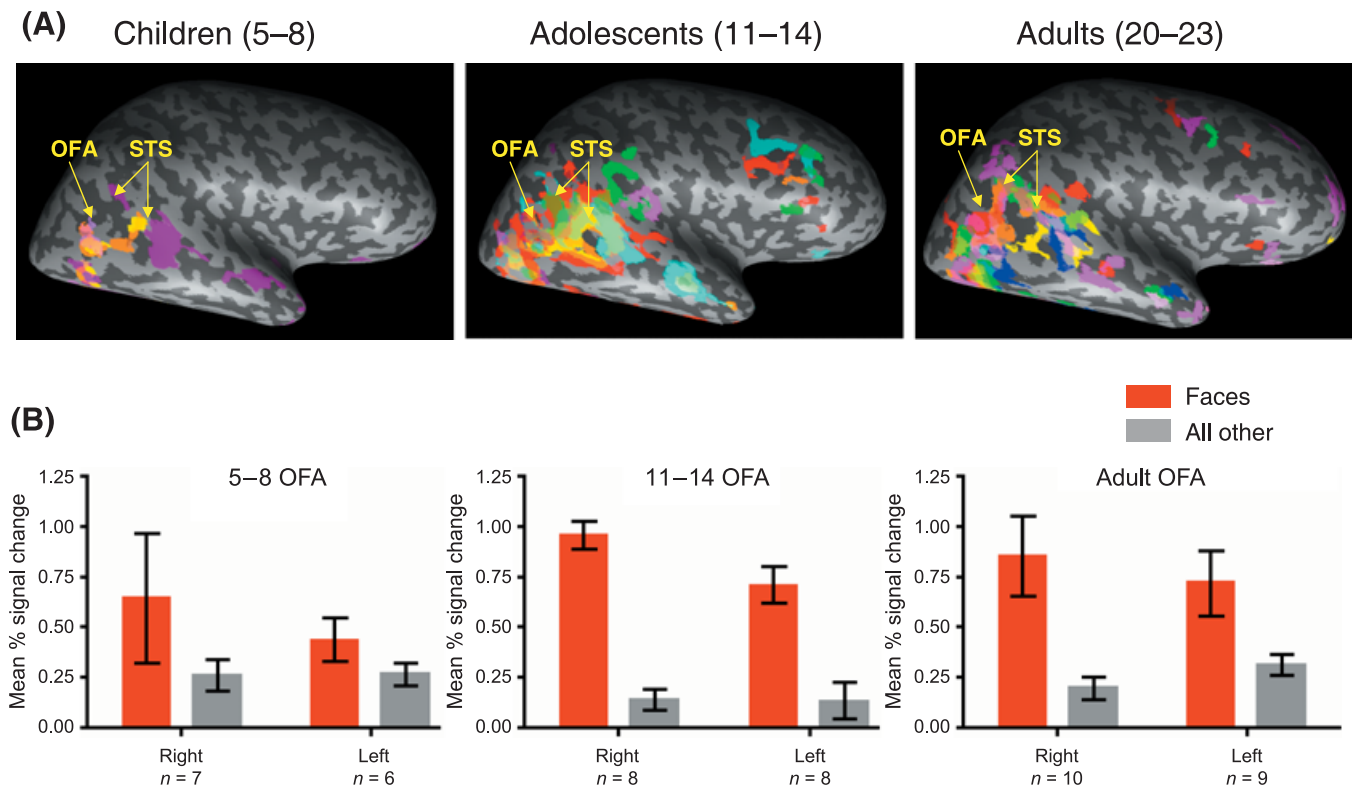 (A)
Children (5–8) Adolescents (11–14) Adults (20–23)
OFA STS OFA STS OFA STS
Faces
(B)
All other
5–8 OFA 11–14 OFA Adult OFA
Mean % signal change
1.25
1.00
0.75
0.50
0.25
0.00
Right Left
n = 7 n = 6
Mean % signal change
1.25
1.00
0.75
0.50
0.25
0.00
Right Left
n = 8 n = 8
Mean % signal change
1.25
1.00
0.75
0.50
0.25
0.00
Right Left
n = 10 n = 9